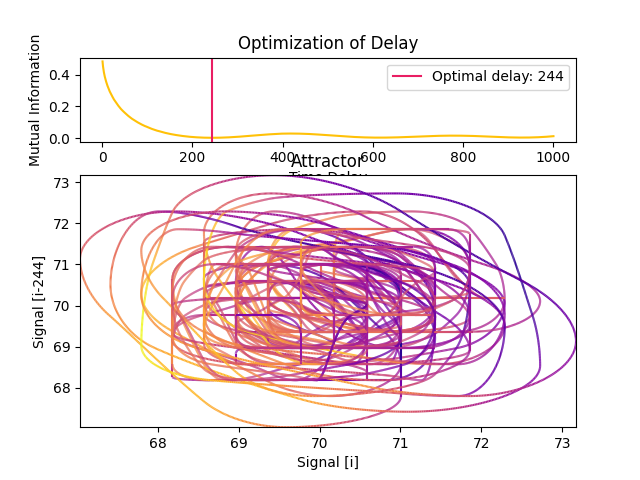 Optimization of Delay
Mutual Information
0.4
0.2
0.0
Optimal delay: 244
0 200 400 600 800 1000
Time Delay
Attractor
Signal [i-244]
73
72
71
70
69
68
68 69 70 71 72 73
Signal [i]